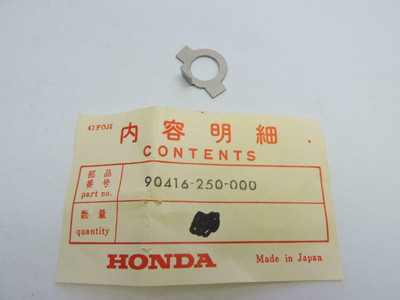 41FOJI
内容明細.
CONTENTS
部品
番号
part no.
90416-250-000
数量
quantity
HONDA
Made in Japan